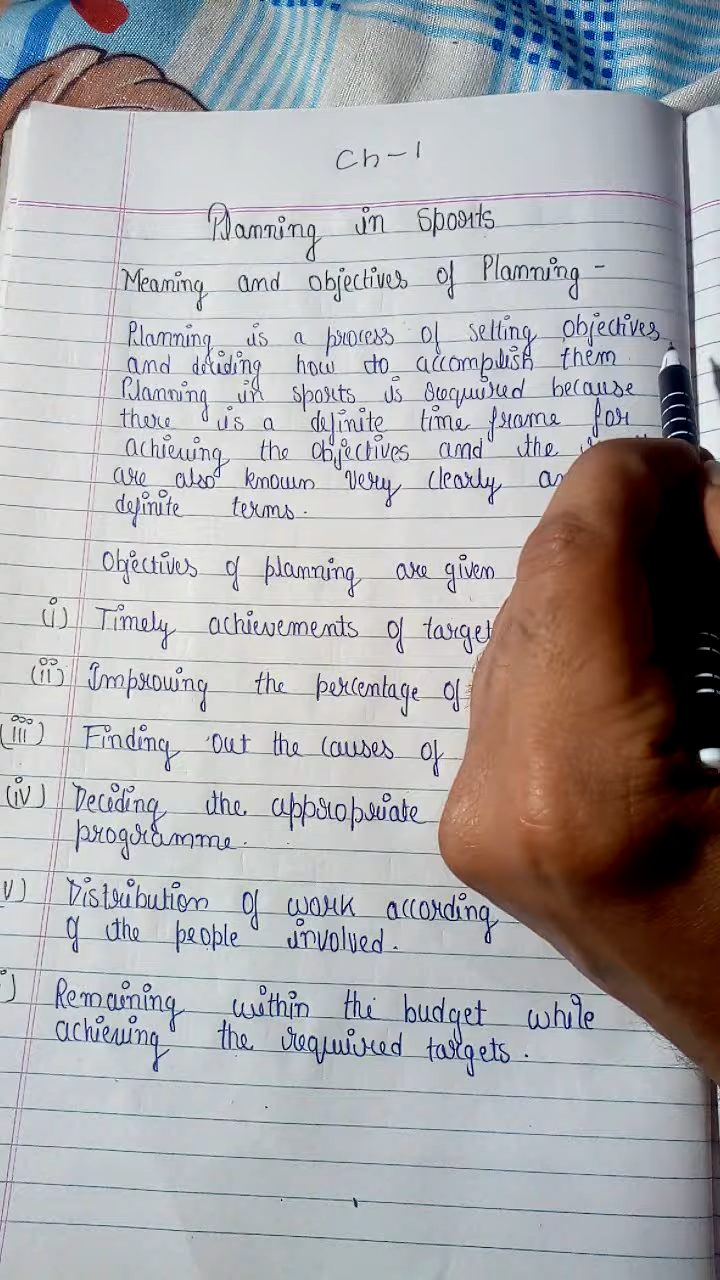 Ch-1
Planning in Sports
Meaning and objectives of Planning -
Planning is a process of setting objectives
and deciding how to accomplish them.
Planning in sports is required because
there is a definite time frame for
achieving the objectives and the
are also known very clearly
definite terms.
Objectives of planning are given
(i) Timely achievements of target
(ii) Improving the percentage of
(iii) Finding out the causes of
(iv) Deciding the appropriate
programme.
v) Distribution of work according
of the people involved.
i) Remaining within the budget while
achieving the required targets.